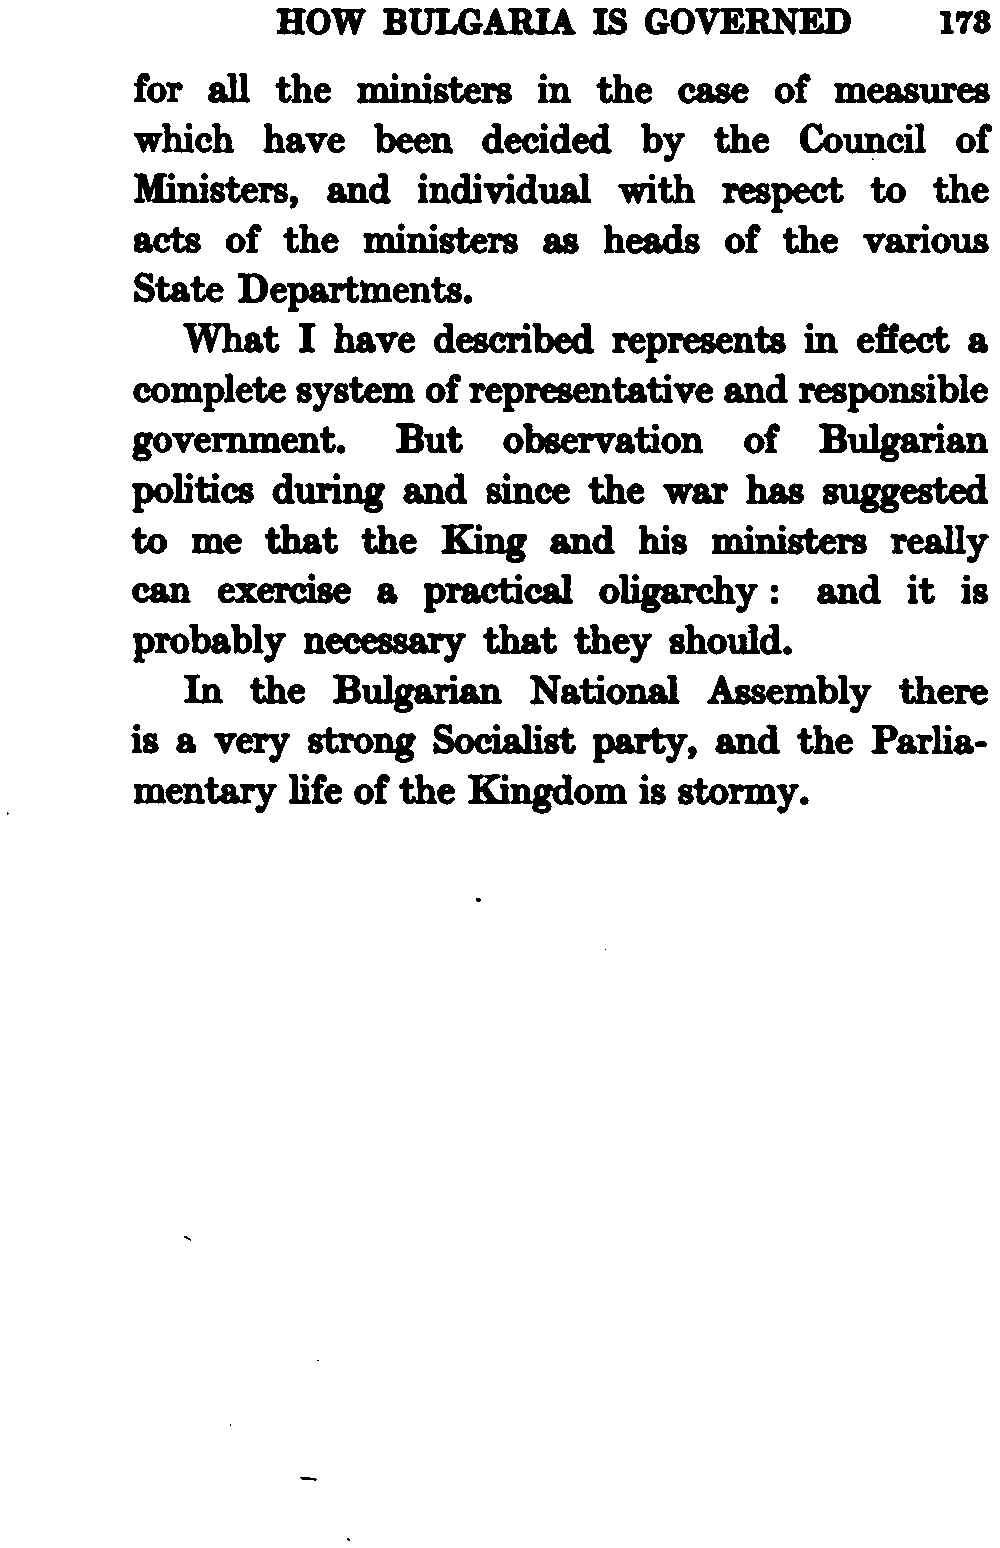 HOW BULGARIA IS GOVERNED 173
for all the ministers in the case of measures
which have been decided by the Council of
Ministers, and individual with respect to the
acts of the ministers as heads of the various
State Departments.
What I have described represents in effect a
complete system of representative and responsible
government. But observation of Bulgarian
politics during and since the war has suggested
to me that the King and his ministers really
can exercise a practical oligarchy : and it is
probably necessary that they should.
In the Bulgarian National Assembly there
is a very strong Socialist party, and the Parlia-
mentary life of the Kingdom is stormy.